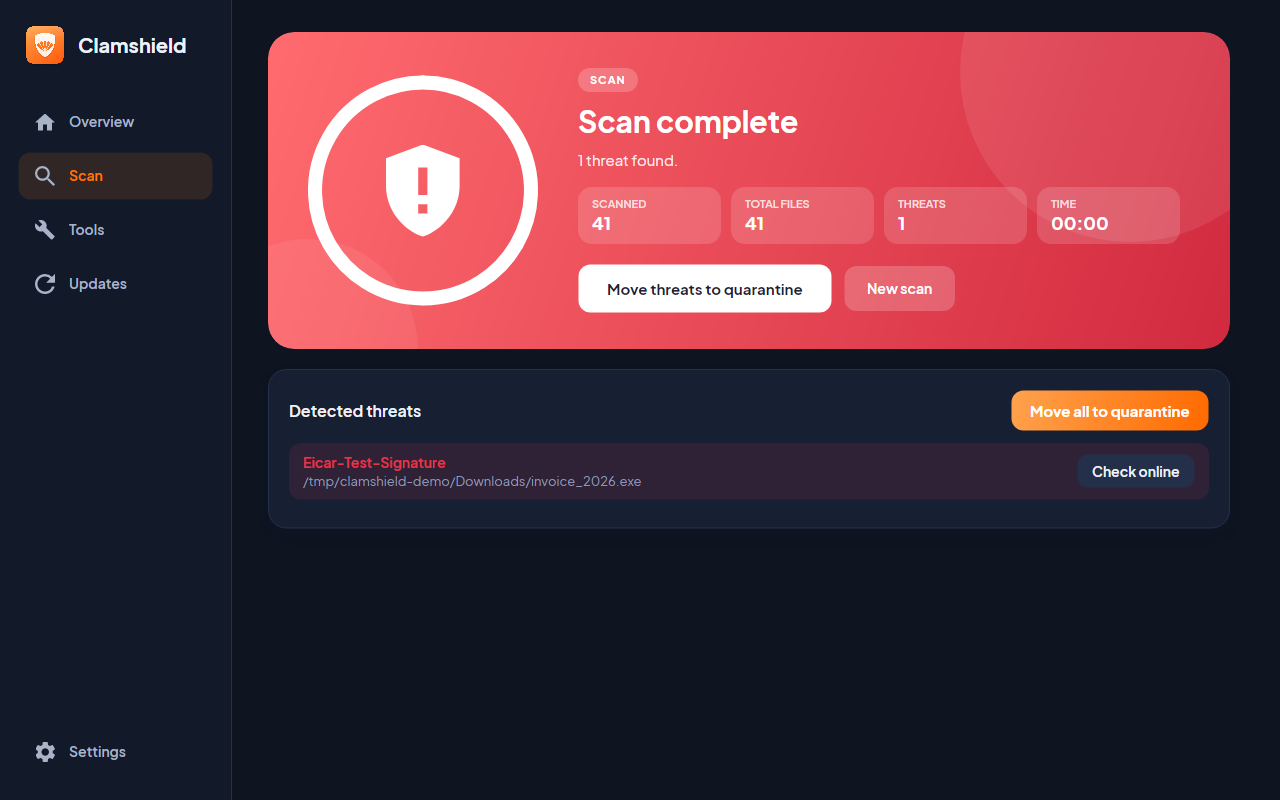 Clamshield
Overview
Scan
Tools
Updates
Settings
SCAN
Scan complete
1 threat found.
SCANNED
41
TOTAL FILES
41
THREATS
1
TIME
00:00
Move threats to quarantine
New scan
Detected threats
Move all to quarantine
Eicar-Test-Signature
/tmp/clamshield-demo/Downloads/invoice_2026.exe
Check online